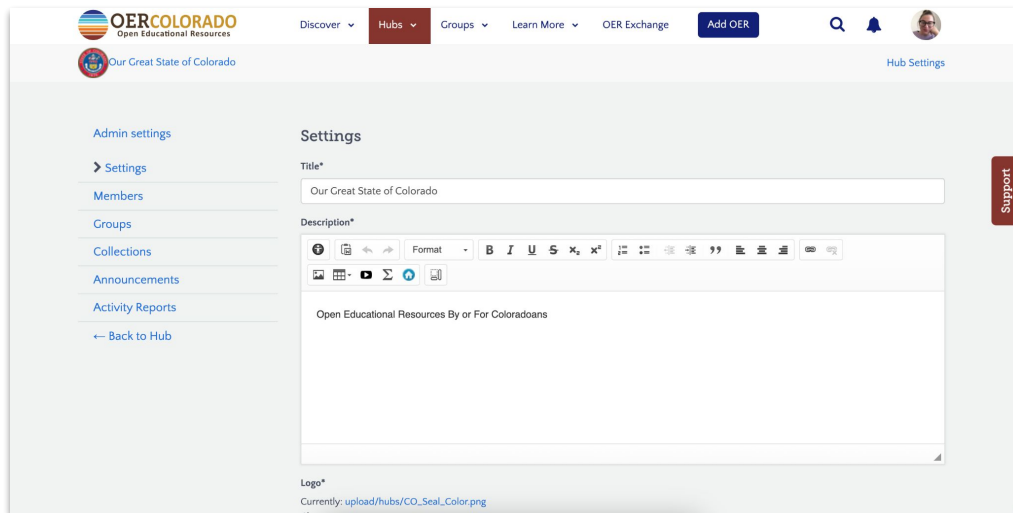 OERCOLORADO
Open Educational Resources
Discover
Hubs
Groups
Learn More
OER Exchange
Add OER
Our Great State of Colorado
Hub Settings
Admin settings
Settings
Members
Groups
Collections
Announcements
Activity Reports
← Back to Hub
Settings
Title*
Our Great State of Colorado
Description*
Format
B I U S x₂ x²
Σ
Open Educational Resources By or For Coloradoans
Logo*
Currently: upload/hubs/CO_Seal_Color.png
Support